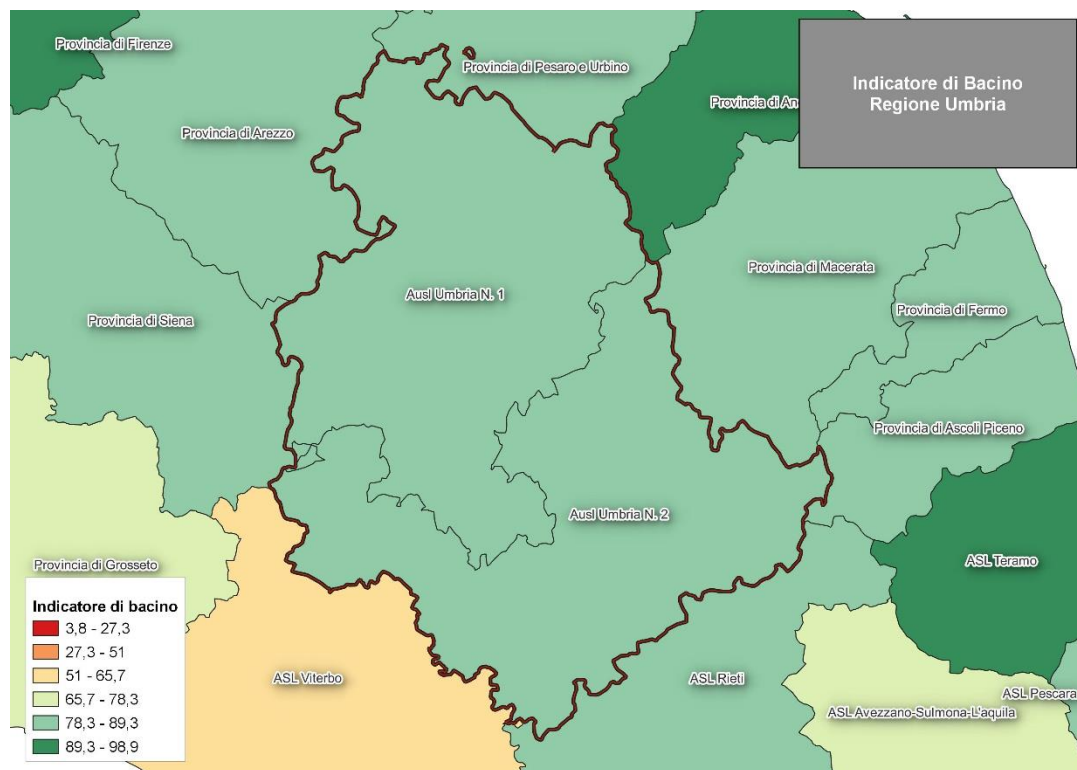 Provincia di Firenze
Provincia di Pesaro e Urbino
Indicatore di Bacino
Regione Umbria
Provincia di An
Provincia di Arezzo
Provincia di Macerata
Ausl Umbria N. 1
Provincia di Fermo
Provincia di Siena
Provincia di Ascoli Piceno
Ausl Umbria N. 2
ASL Teramo
Provincia di Grosseto
Indicatore di bacino
3,8 - 27,3
27,3 - 51
51 - 65,7
65,7 - 78,3
78,3 - 89,3
89,3 - 98,9
ASL Viterbo
ASL Rieti
ASL Pescara
ASL Avezzano-Sulmona-L'aquila